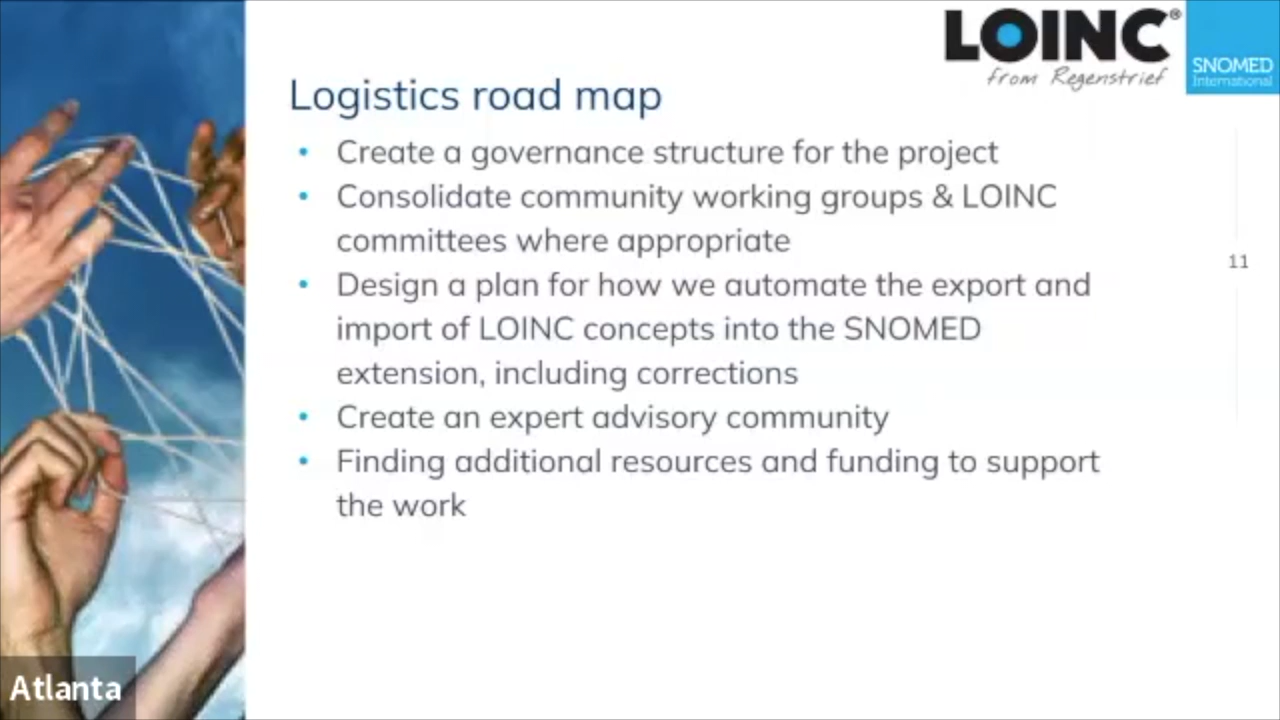 LOINC®
from Regenstrief
SNOMED
International
Logistics road map
• Create a governance structure for the project
• Consolidate community working groups & LOINC
committees where appropriate
• Design a plan for how we automate the export and
import of LOINC concepts into the SNOMED
extension, including corrections
• Create an expert advisory community
• Finding additional resources and funding to support
the work
11
Atlanta